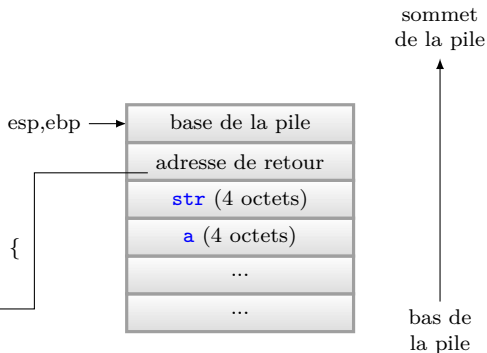 sommet
de la pile
esp,ebp
base de la pile
adresse de retour
str (4 octets)
a (4 octets)
{
...
...
bas de
la pile